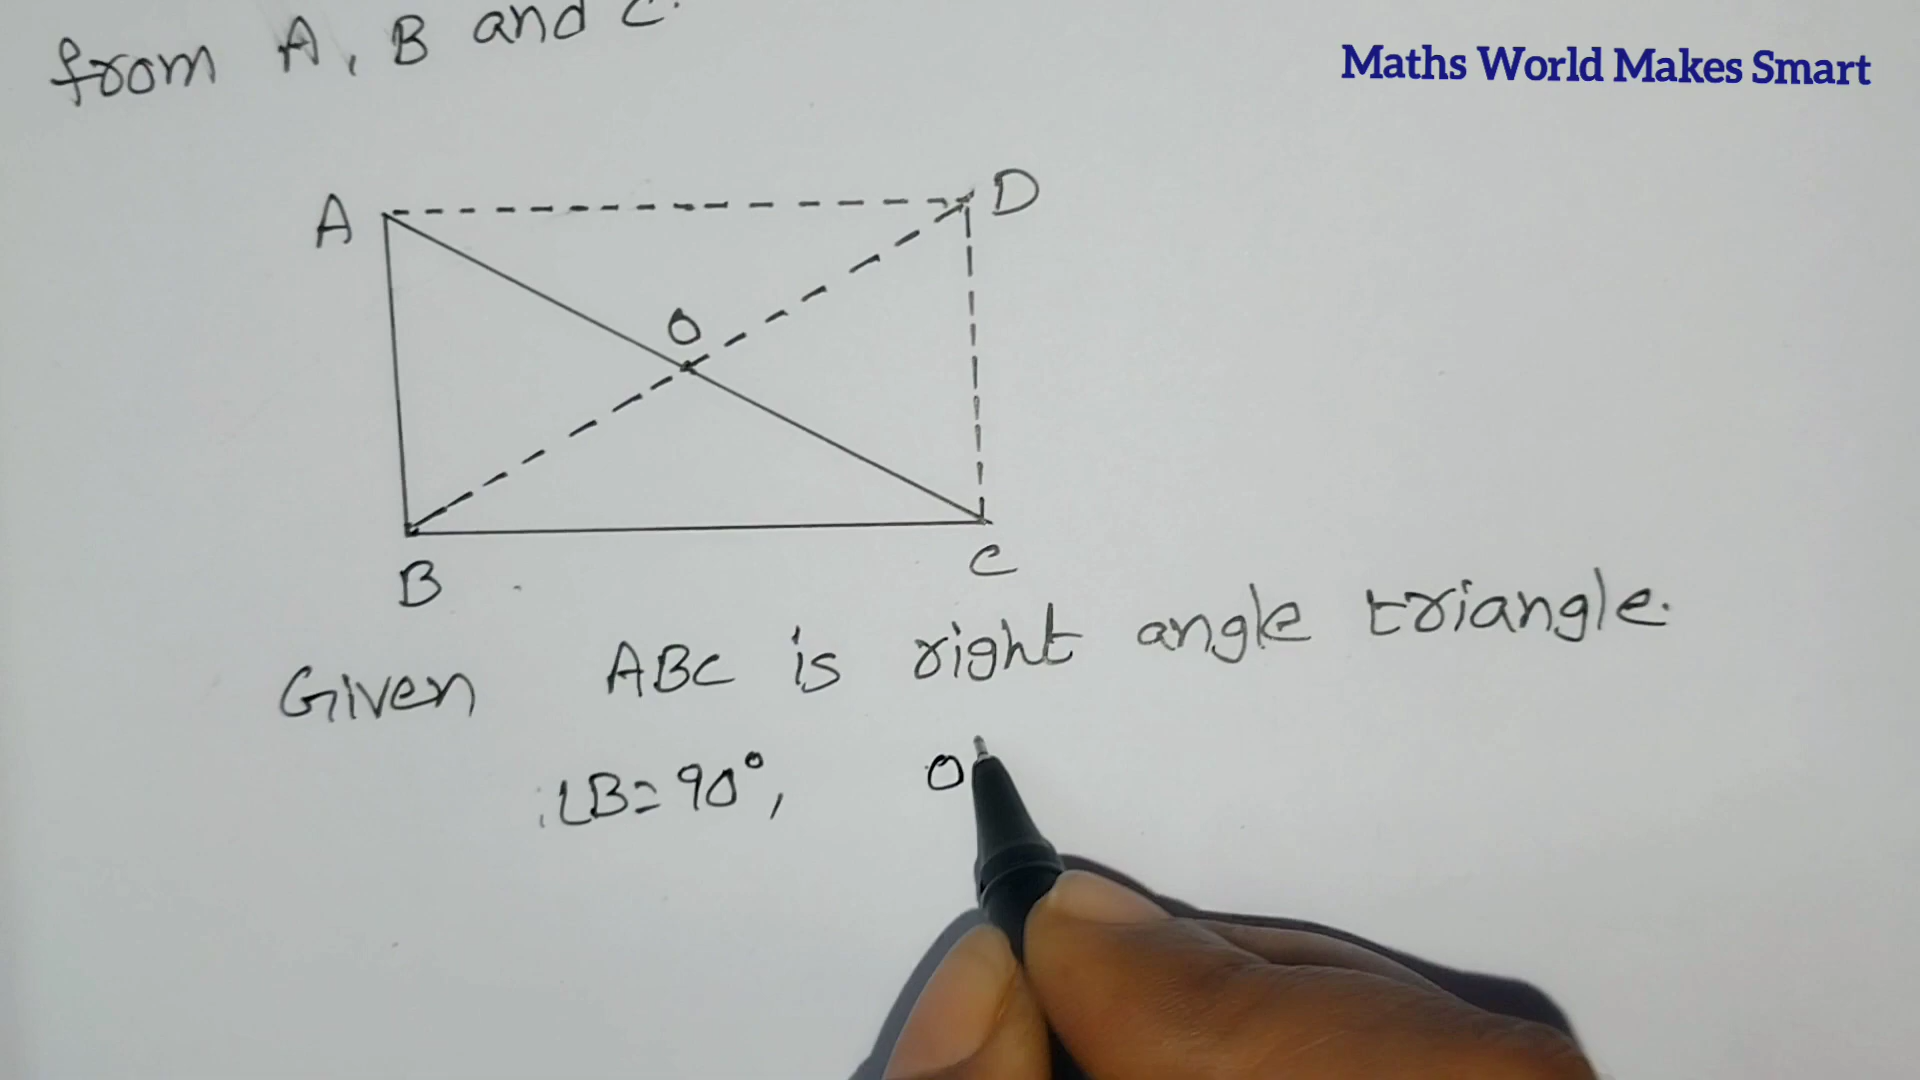 from A, B and C.
Maths World Makes Smart
A D
O
B C
Given ABC is right angle triangle.
∠B=90°, O